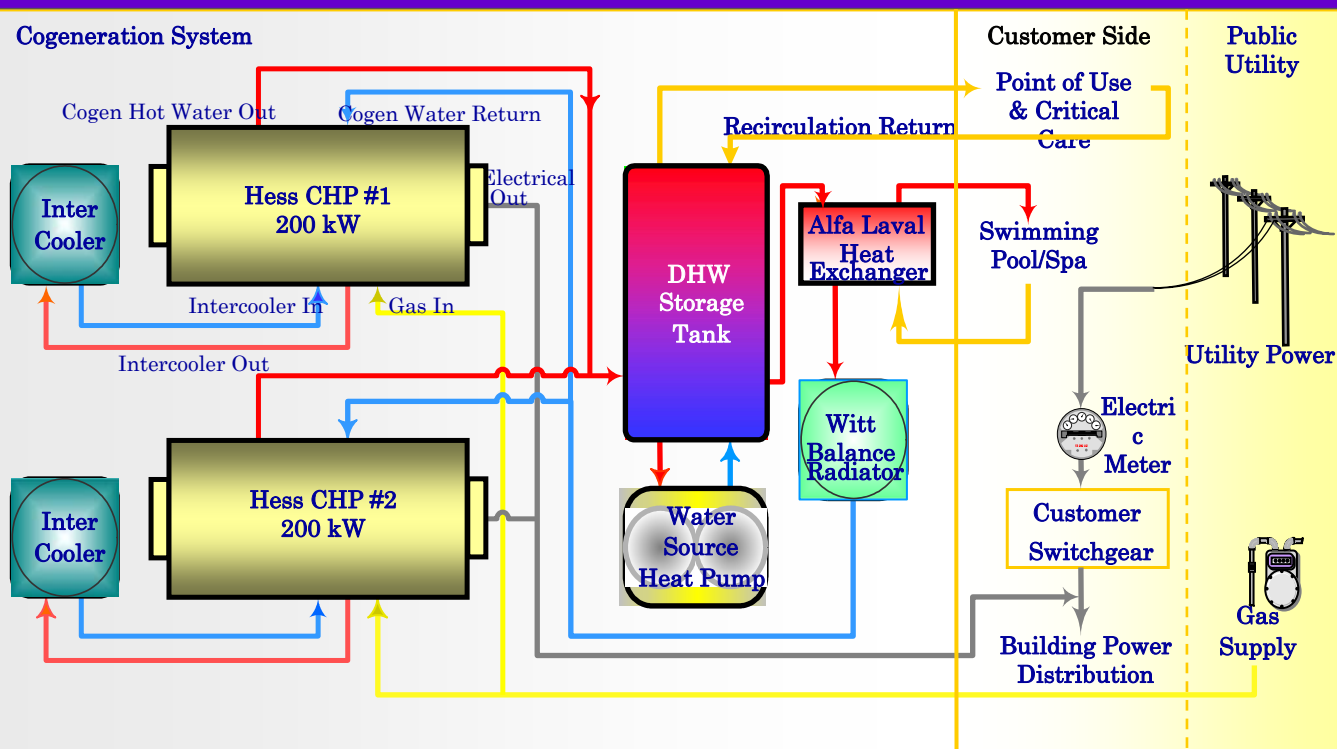 Cogeneration System
Customer Side
Public
Utility
Point of Use
& Critical
Care
Cogen Hot Water Out
Cogen Water Return
Recirculation Return
Hess CHP #1
200 kW
Electrical
Out
Inter
Cooler
Alfa Laval
Heat
Exchanger
Swimming
Pool/Spa
DHW
Storage
Tank
Intercooler In
Gas In
Intercooler Out
Utility Power
Electri
c
Meter
Witt
Balance
Radiator
Hess CHP #2
200 kW
Inter
Cooler
Water
Source
Heat Pump
Customer
Switchgear
Gas
Supply
Building Power
Distribution